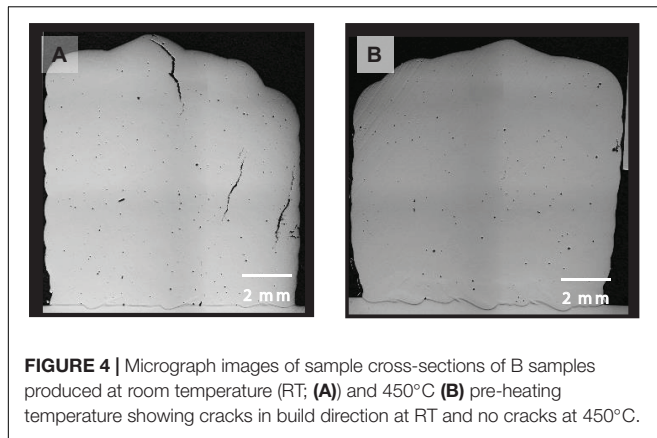 A
B
2 mm
2 mm
FIGURE 4 | Micrograph images of sample cross-sections of B samples
produced at room temperature (RT; (A)) and 450°C (B) pre-heating
temperature showing cracks in build direction at RT and no cracks at 450°C.